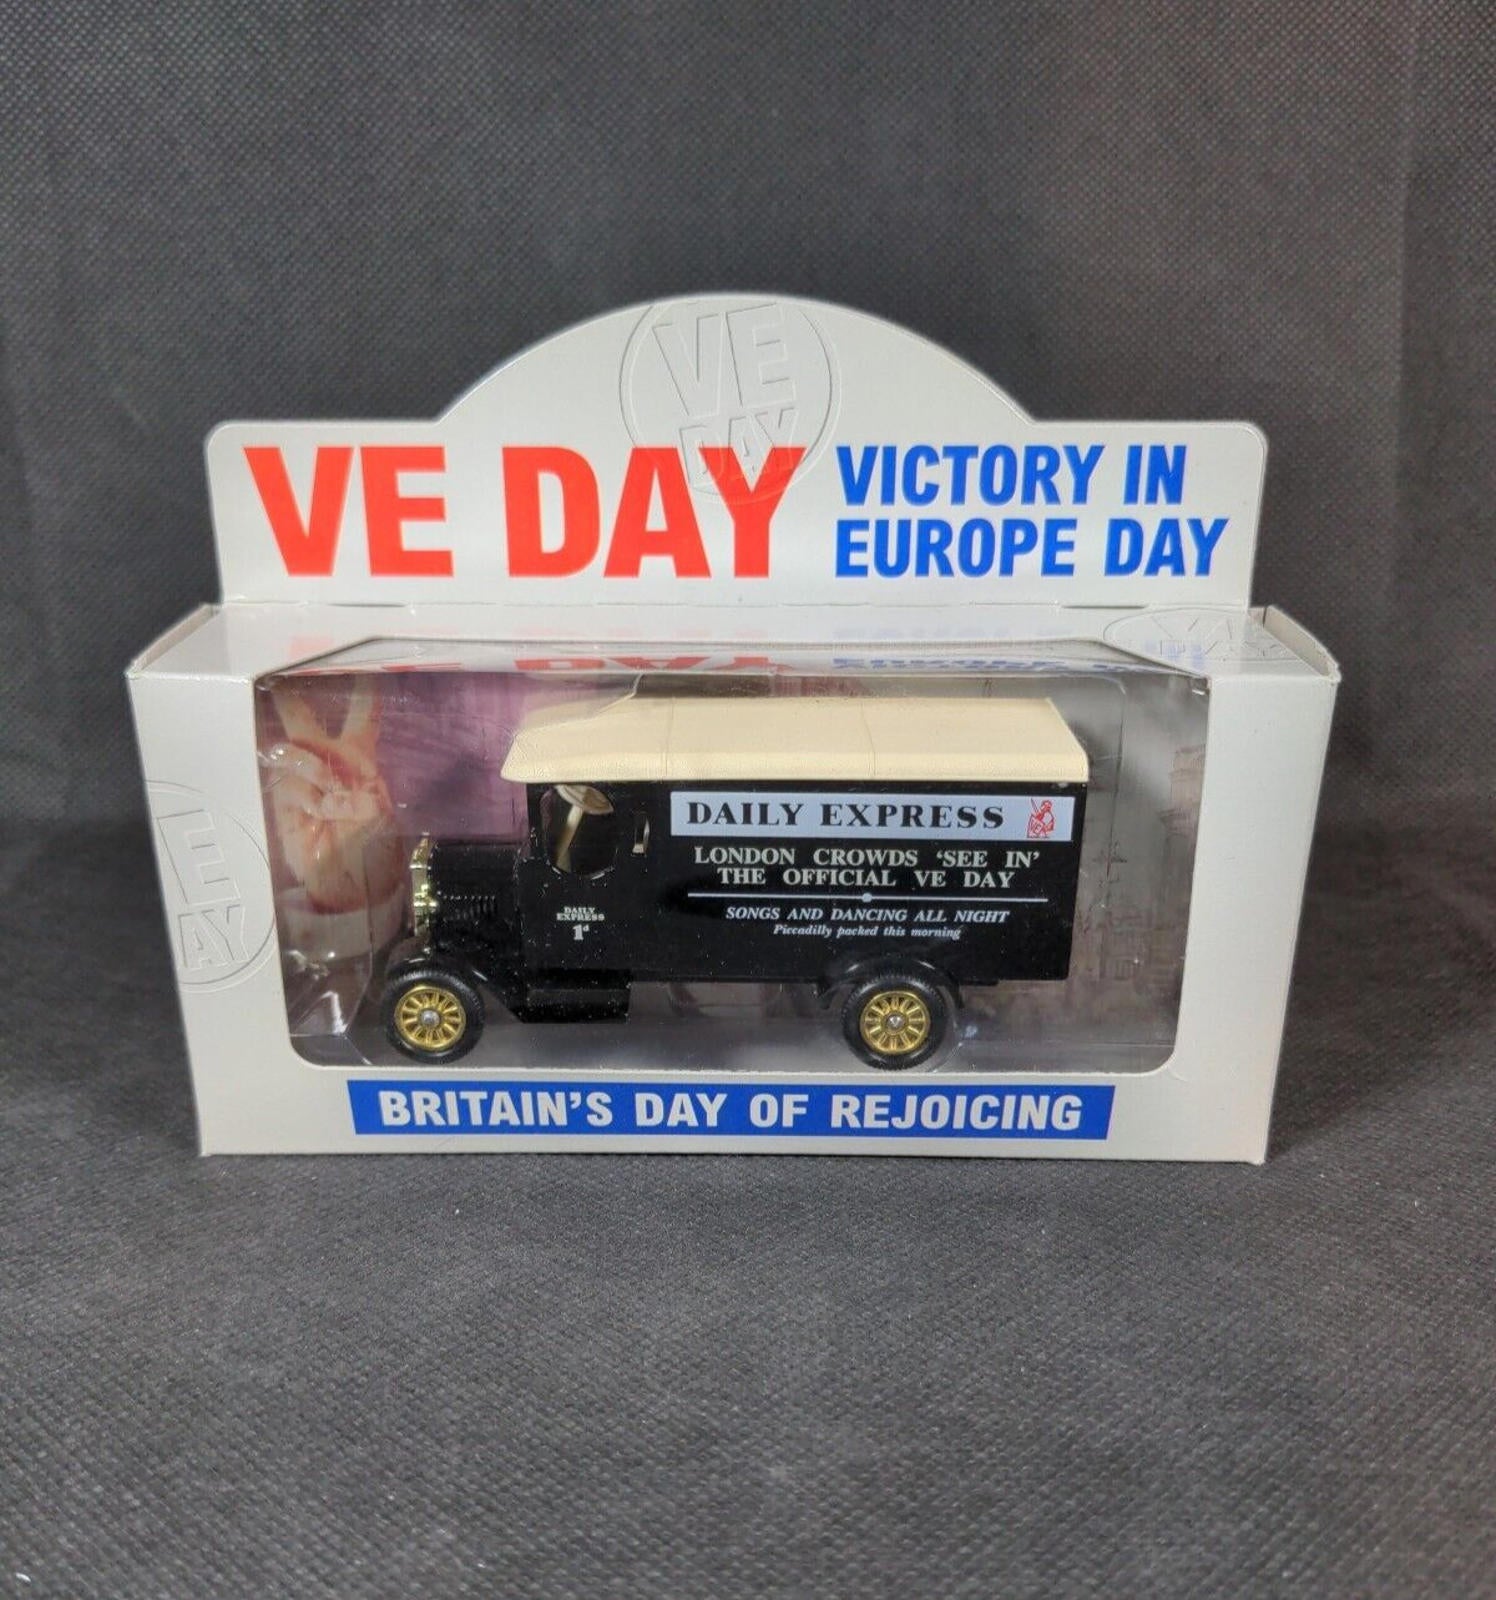 VE
DAY
VE DAY
VICTORY IN
EUROPE DAY
DAILY EXPRESS
LONDON CROWDS 'SEE IN'
THE OFFICIAL VE DAY
SONGS AND DANCING ALL NIGHT
Piccadilly packed this morning
DAILY
EXPRESS
1d
E
AY
BRITAIN'S DAY OF REJOICING